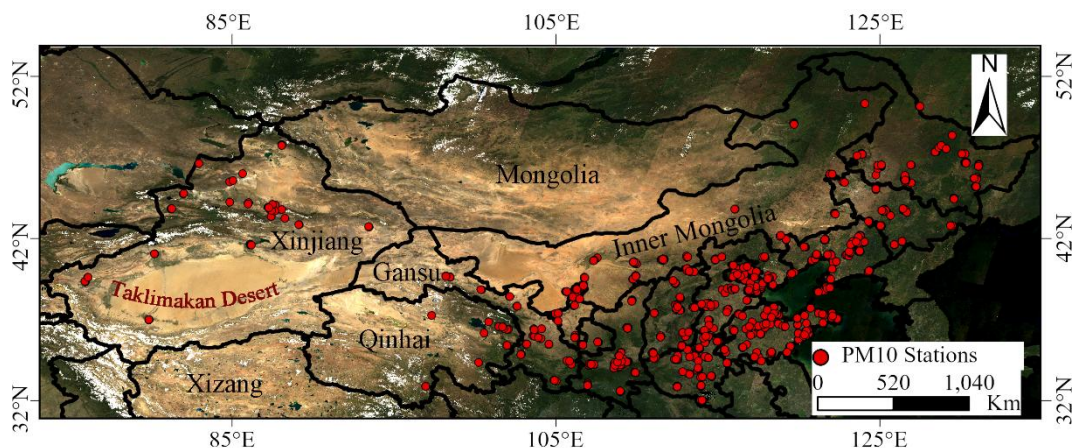 85°E 105°E 125°E
52°N 52°N
N
Mongolia
Inner Mongolia
42°N 42°N
Xinjiang
Gansu
Taklimakan Desert
Qinhai
PM10 Stations
Xizang
0 520 1,040
Km
32°N 32°N
85°E 105°E 125°E